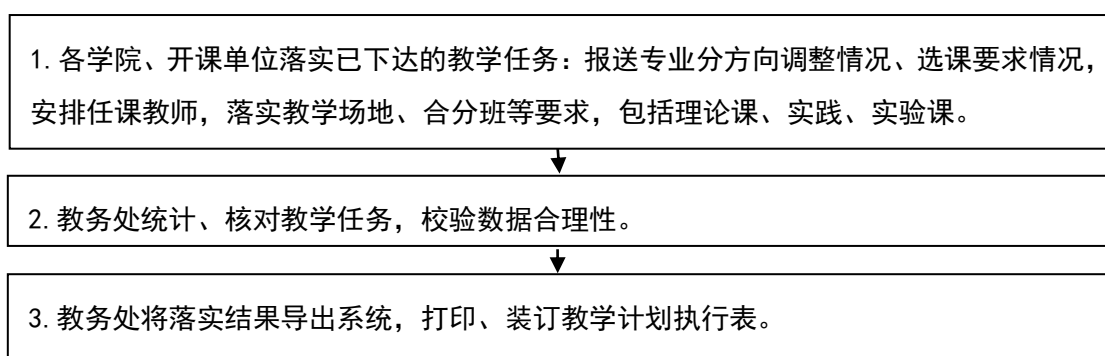 1. 各学院、开课单位落实已下达的教学任务：报送专业分方向调整情况、选课要求情况，
安排任课教师，落实教学场地、合分班等要求，包括理论课、实践、实验课。
2. 教务处统计、核对教学任务，校验数据合理性。
3. 教务处将落实结果导出系统，打印、装订教学计划执行表。